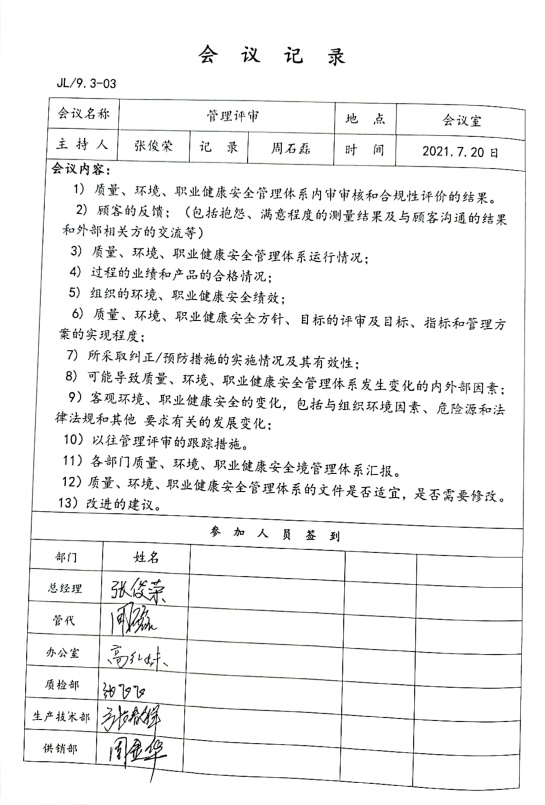 会 议 记 录
JL/9.3-03
会议名称 管理评审 地 点 会议室
主 持 人 张俊荣 记 录 周石磊 时 间 2021.7.20日
会议内容:
1) 质量、环境、职业健康安全管理体系内审审核和合规性评价的结果。
2) 顾客的反馈;(包括抱怨、满意程度的测量结果及与顾客沟通的结果
和外部相关方的交流等)
3) 质量、环境、职业健康安全管理体系运行情况;
4) 过程的业绩和产品的合格情况;
5) 组织的环境、职业健康安全绩效;
6) 质量、环境、职业健康安全方针、目标的评审及目标、指标和管理方
案的实现程度;
7) 所采取纠正/预防措施的实施情况及其有效性;
8) 可能导致质量、环境、职业健康安全管理体系发生变化的内外部因素;
9) 客观环境、职业健康安全的变化,包括与组织环境因素、危险源和法
律法规和其他 要求有关的发展变化;
10) 以往管理评审的跟踪措施。
11) 各部门质量、环境、职业健康安全境管理体系汇报。
12) 质量、环境、职业健康安全管理体系的文件是否适宜,是否需要修改。
13) 改进的建议。
参 加 人 员 签 到
部门 姓名
总经理 张俊荣
管代 周石磊
办公室
质检部
生产技术部
供销部